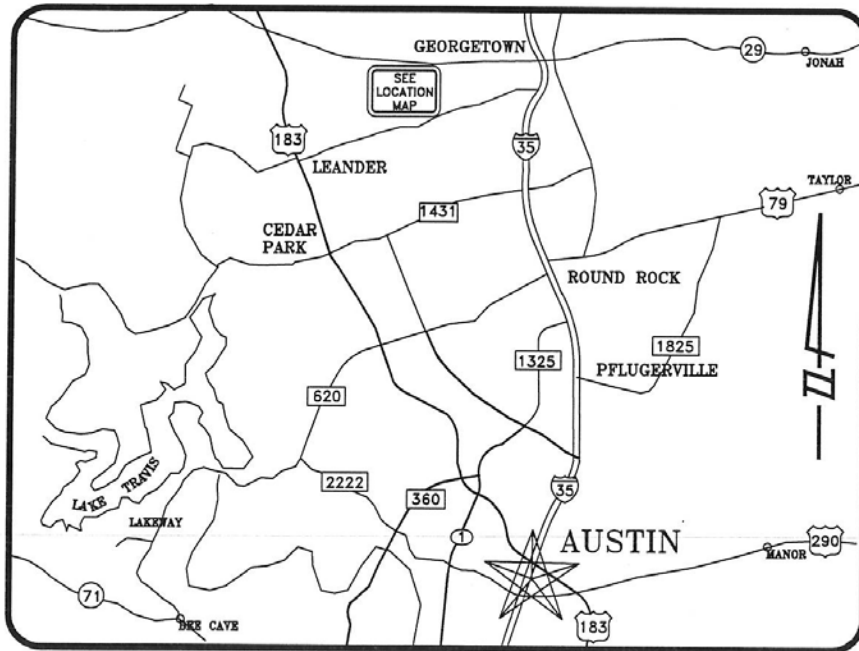 GEORGETOWN
29
JONAH
SEE
LOCATION
MAP
183
35
LEANDER
TAYLOR
79
1431
CEDAR
PARK
ROUND ROCK
1325
1825
PFLUGERVILLE
620
LAKE TRAVIS
2222
360
35
LAKEWAY
1
AUSTIN
290
MANOR
71
BEE CAVE
183